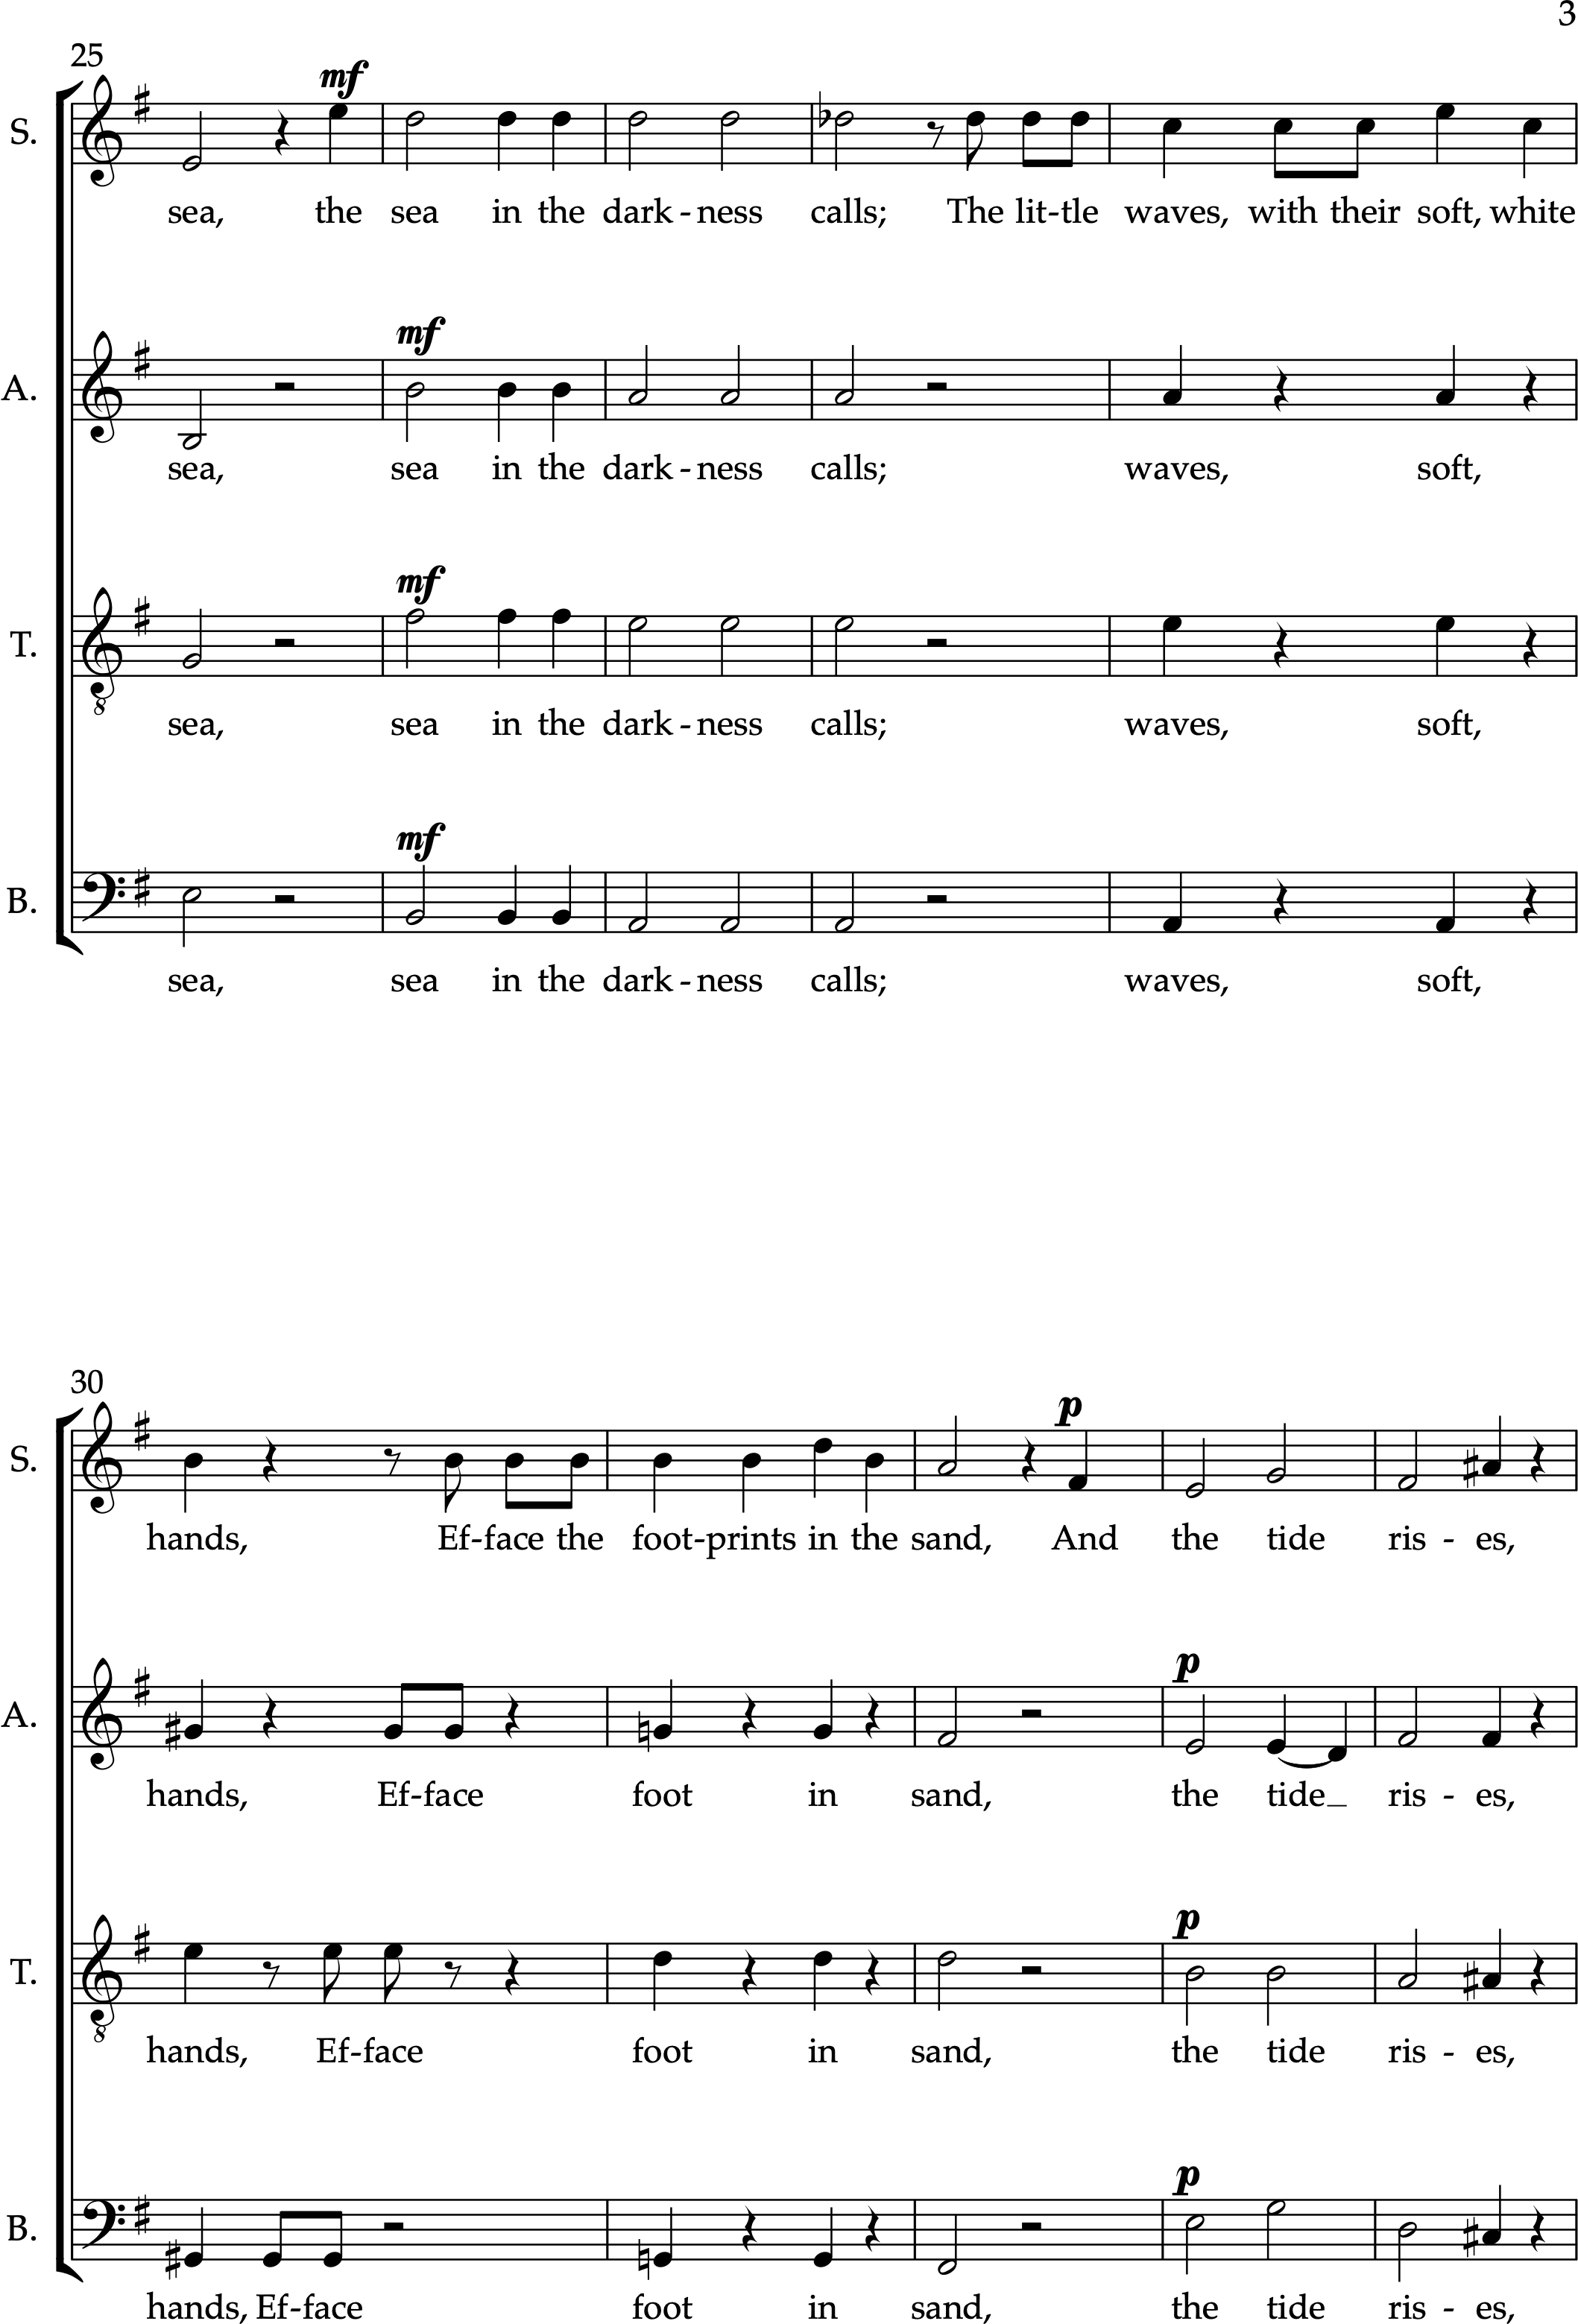 3
25
mf
S.
sea, the sea in the dark - ness calls; The lit - tle waves, with their soft, white
mf
A.
sea, sea in the dark - ness calls; waves, soft,
mf
T.
8
sea, sea in the dark - ness calls; waves, soft,
mf
B.
sea, sea in the dark - ness calls; waves, soft,
30
p
S.
hands, Ef - face the foot - prints in the sand, And the tide ris - es,
p
A.
hands, Ef - face foot in sand, the tide _ ris - es,
p
T.
8
hands, Ef - face foot in sand, the tide ris - es,
p
B.
hands, Ef - face foot in sand, the tide ris - es,